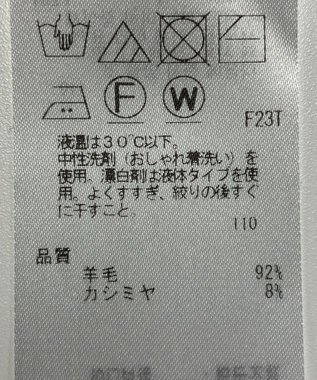 F W
F23T
液温は30℃以下。
中性洗剤（おしゃれ着洗い）を
使用。漂白剤は液体タイプを使
用。よくすすぎ、絞りの後すぐ
に干すこと。
110
品質
羊毛 92%
カシミヤ 8%